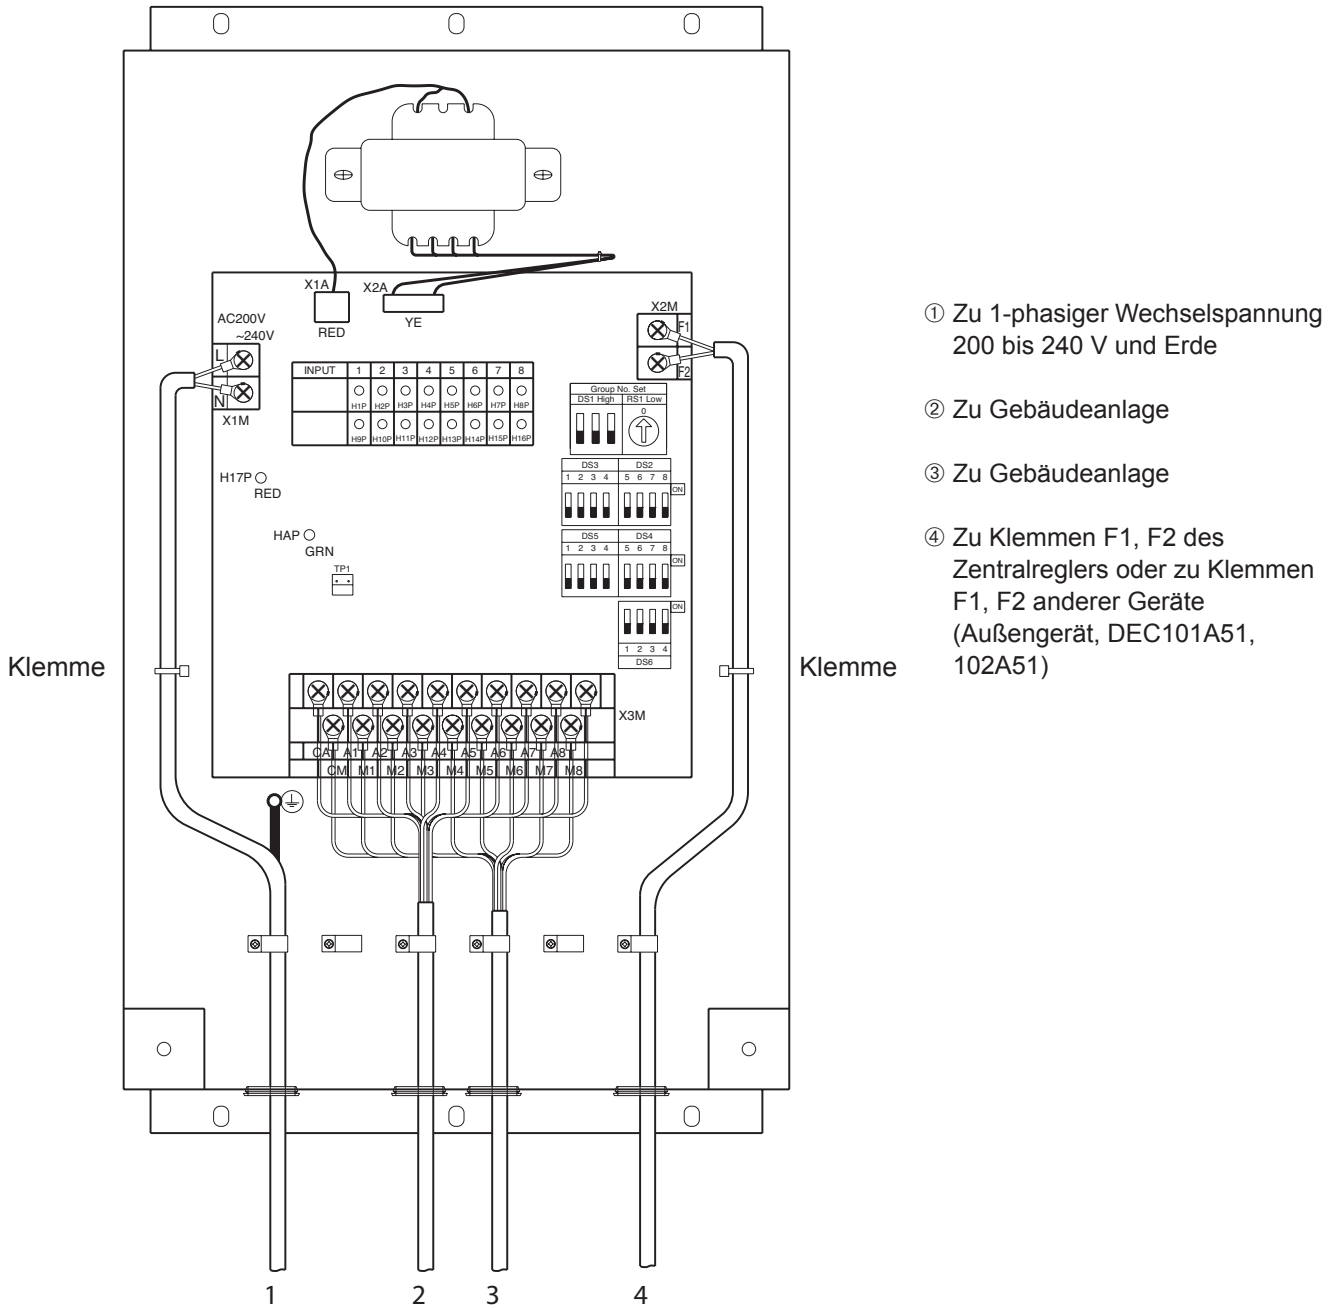 X1A
X2A
RED
YE
AC200V
~240V
L
N
X1M
X2M
F1
F2
INPUT 1 2 3 4 5 6 7 8
H1P H2P H3P H4P H5P H6P H7P H8P
H9P H10P H11P H12P H13P H14P H15P H16P
Group No. Set
DS1 High RS1 Low
0
DS3 DS2
1 2 3 4 5 6 7 8
ON
DS5 DS4
1 2 3 4 5 6 7 8
ON
ON
1 2 3 4
DS6
H17P
RED
HAP
GRN
TP1
Klemme
Klemme
X3M
CA A1 A2 A3 A4 A5 A6 A7 A8
CM M1 M2 M3 M4 M5 M6 M7 M8
1 2 3 4
① Zu 1-phasiger Wechselspannung
200 bis 240 V und Erde
② Zu Gebäudeanlage
③ Zu Gebäudeanlage
④ Zu Klemmen F1, F2 des
Zentralreglers oder zu Klemmen
F1, F2 anderer Geräte
(Außengerät, DEC101A51,
102A51)